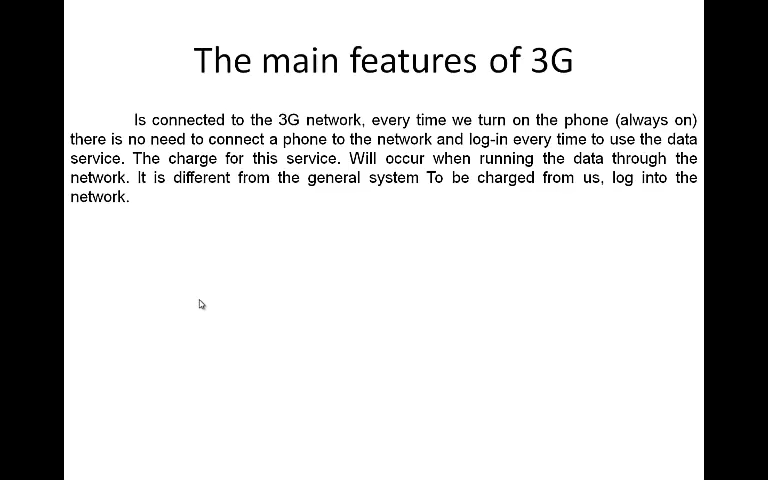 The main features of 3G
Is connected to the 3G network, every time we turn on the phone (always on)
there is no need to connect a phone to the network and log-in every time to use the data
service. The charge for this service. Will occur when running the data through the
network. It is different from the general system To be charged from us, log into the
network.